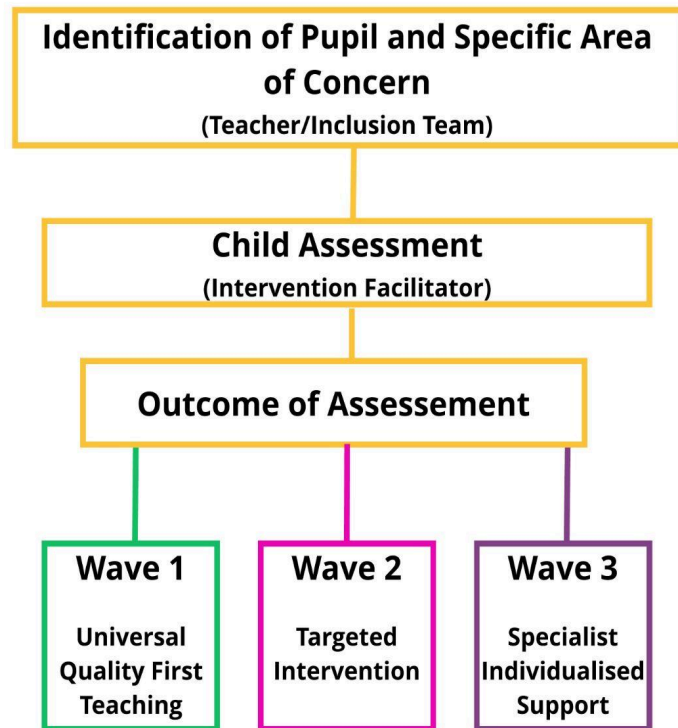 Identification of Pupil and Specific Area
of Concern
(Teacher/Inclusion Team)
Child Assessment
(Intervention Facilitator)
Outcome of Assessement
Wave 1
Universal
Quality First
Teaching
Wave 2
Targeted
Intervention
Wave 3
Specialist
Individualised
Support